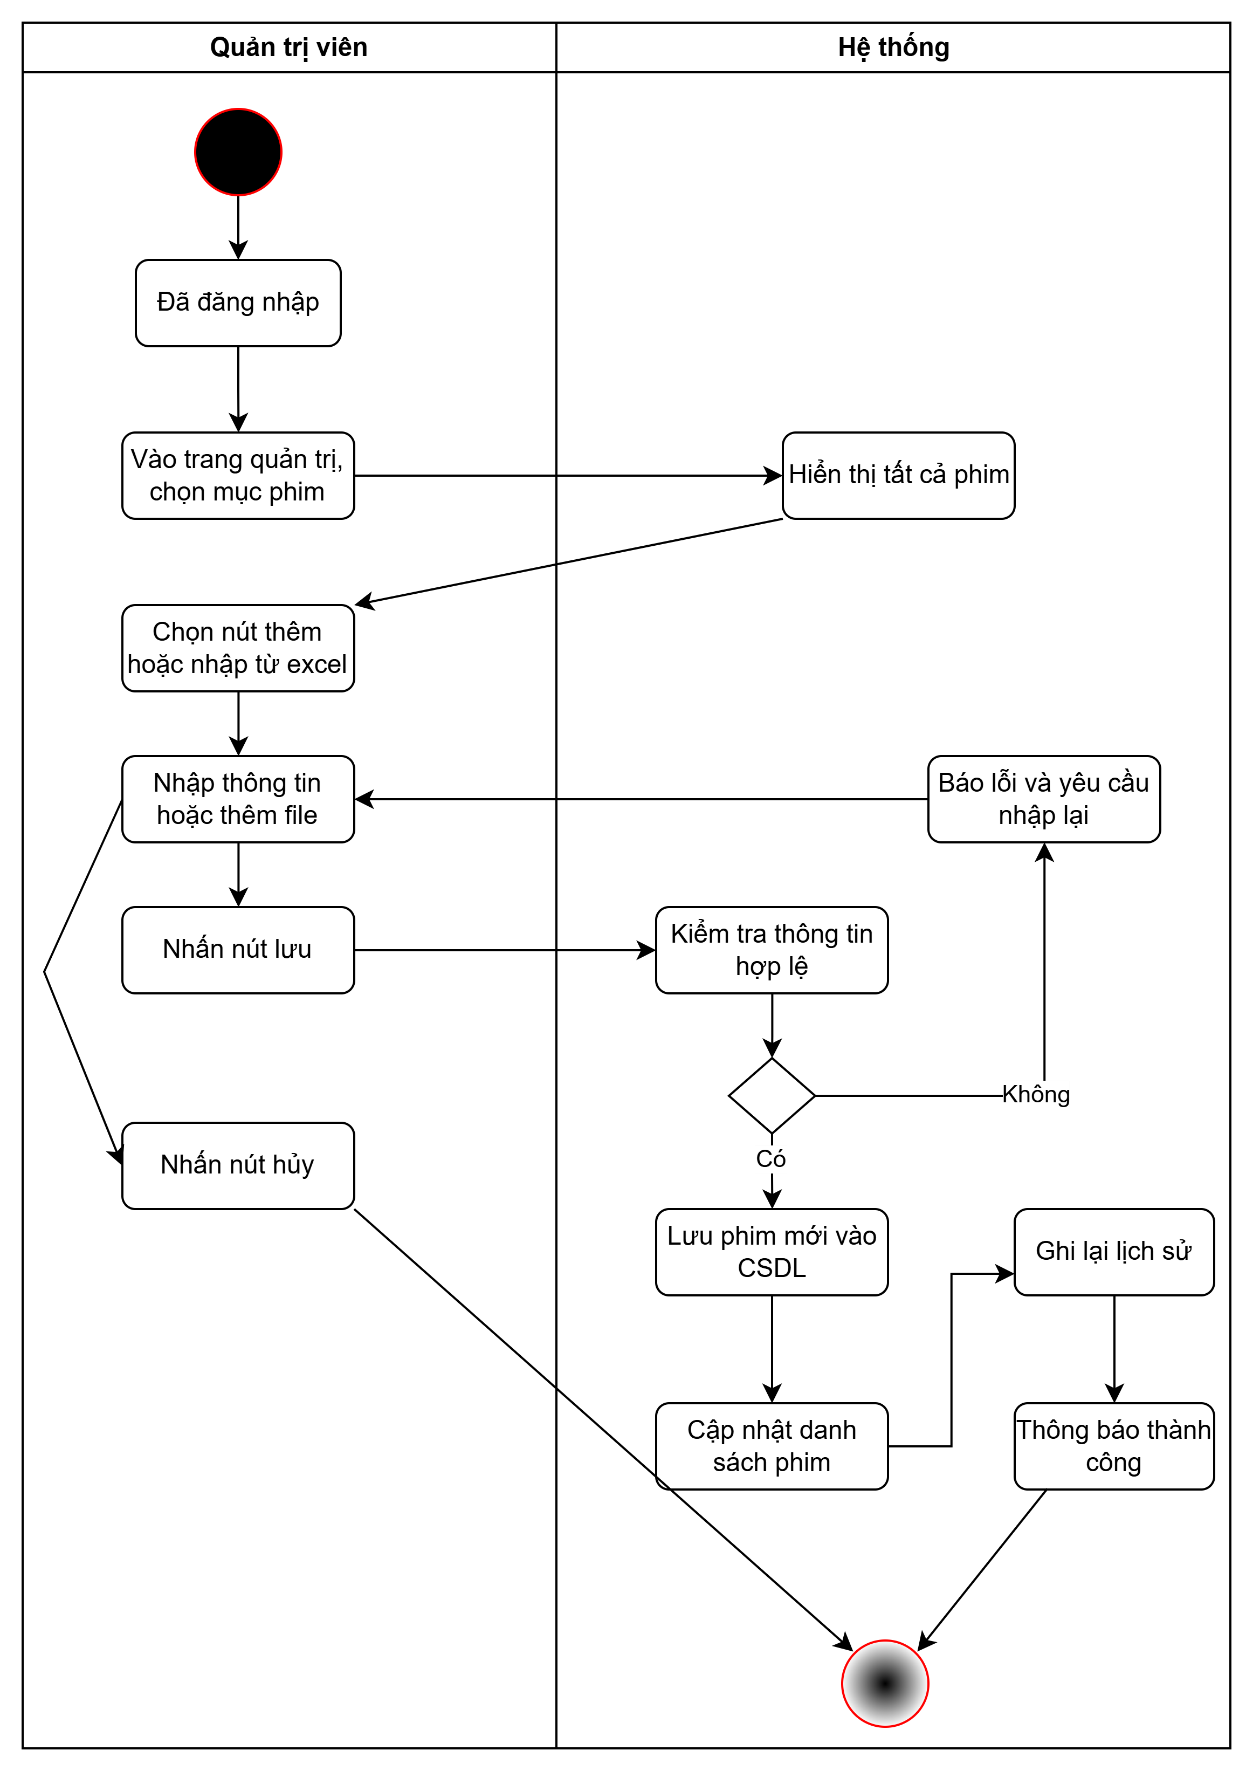 Quản trị viên
Hệ thống
Đã đăng nhập
Vào trang quản trị,
chọn mục phim
Hiển thị tất cả phim
Chọn nút thêm
hoặc nhập từ excel
Nhập thông tin
hoặc thêm file
Báo lỗi và yêu cầu
nhập lại
Nhấn nút lưu
Kiểm tra thông tin
hợp lệ
Không
Có
Nhấn nút hủy
Lưu phim mới vào
CSDL
Ghi lại lịch sử
Cập nhật danh
sách phim
Thông báo thành
công